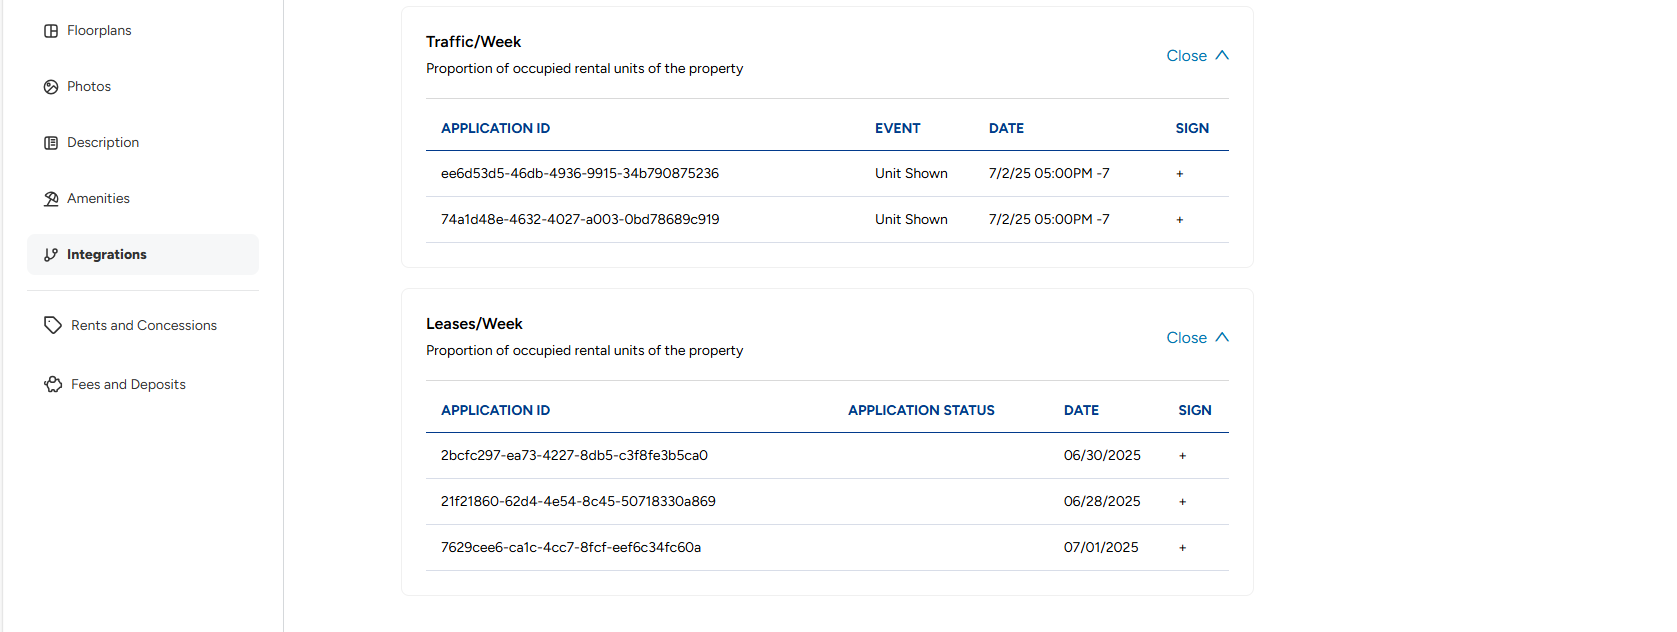 Floorplans
Photos
Description
Amenities
Integrations
Rents and Concessions
Fees and Deposits
Traffic/Week
Proportion of occupied rental units of the property
Close
APPLICATION ID EVENT DATE SIGN
ee6d53d5-46db-4936-9915-34b790875236 Unit Shown 7/2/25 05:00PM -7 +
74a1d48e-4632-4027-a003-0bd78689c919 Unit Shown 7/2/25 05:00PM -7 +
Leases/Week
Proportion of occupied rental units of the property
Close
APPLICATION ID APPLICATION STATUS DATE SIGN
2bcfc297-ea73-4227-8db5-c3f8fe3b5ca0 06/30/2025 +
21f21860-62d4-4e54-8c45-50718330a869 06/28/2025 +
7629cee6-ca1c-4cc7-8fcf-eef6c34fc60a 07/01/2025 +